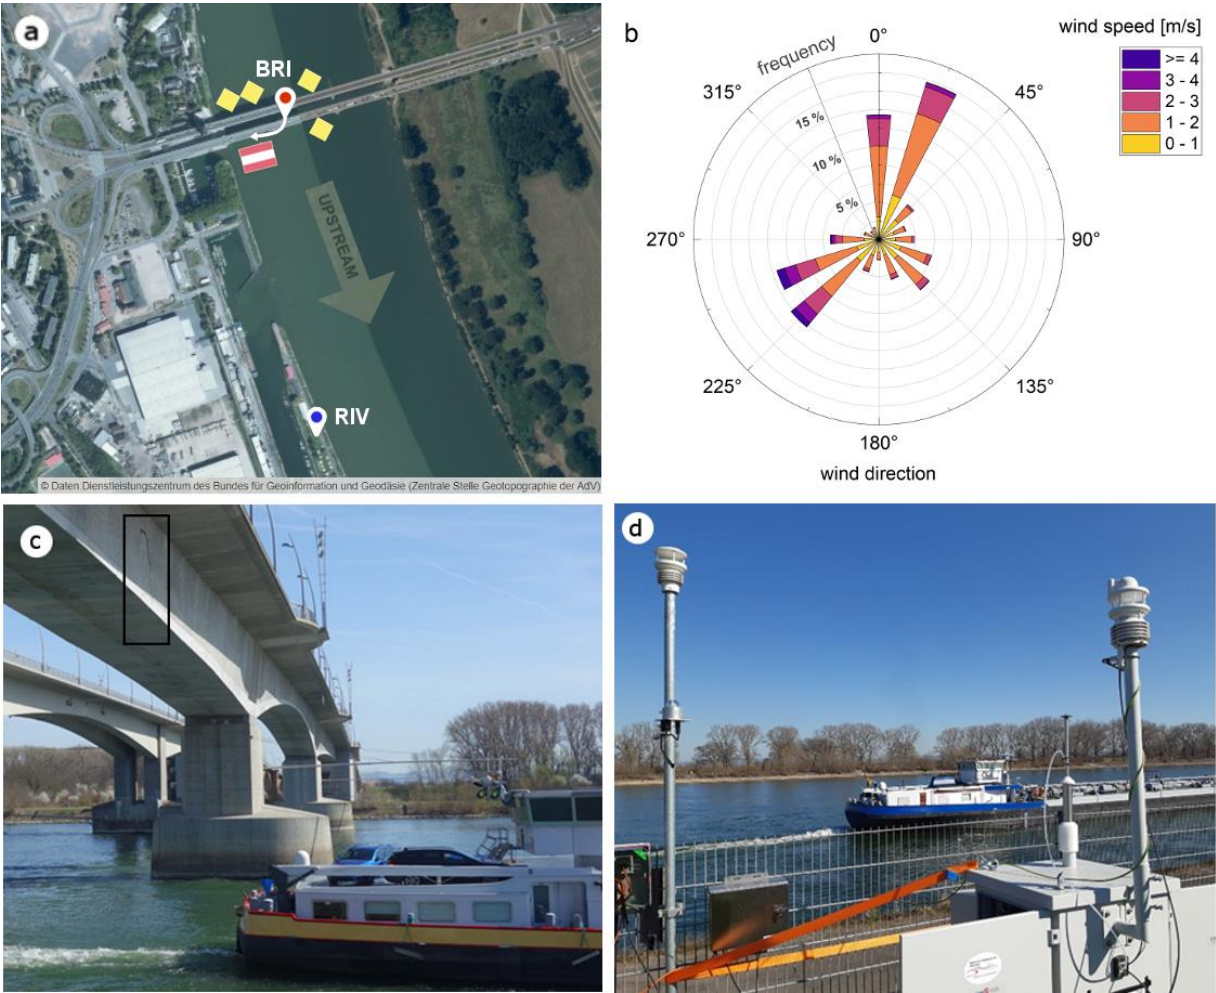 a
BRI
UPSTREAM
RIV
© Daten:Dienstleistungszentrum des Bundes für Geoinformation und Geodäsie (Zentrale Stelle Geotopographie der AdV)
b
wind speed [m/s]
>= 4
3 - 4
2 - 3
1 - 2
0 - 1
frequency
0°
315°
45°
15 %
10 %
5 %
270°
90°
225°
135°
180°
wind direction
c
d